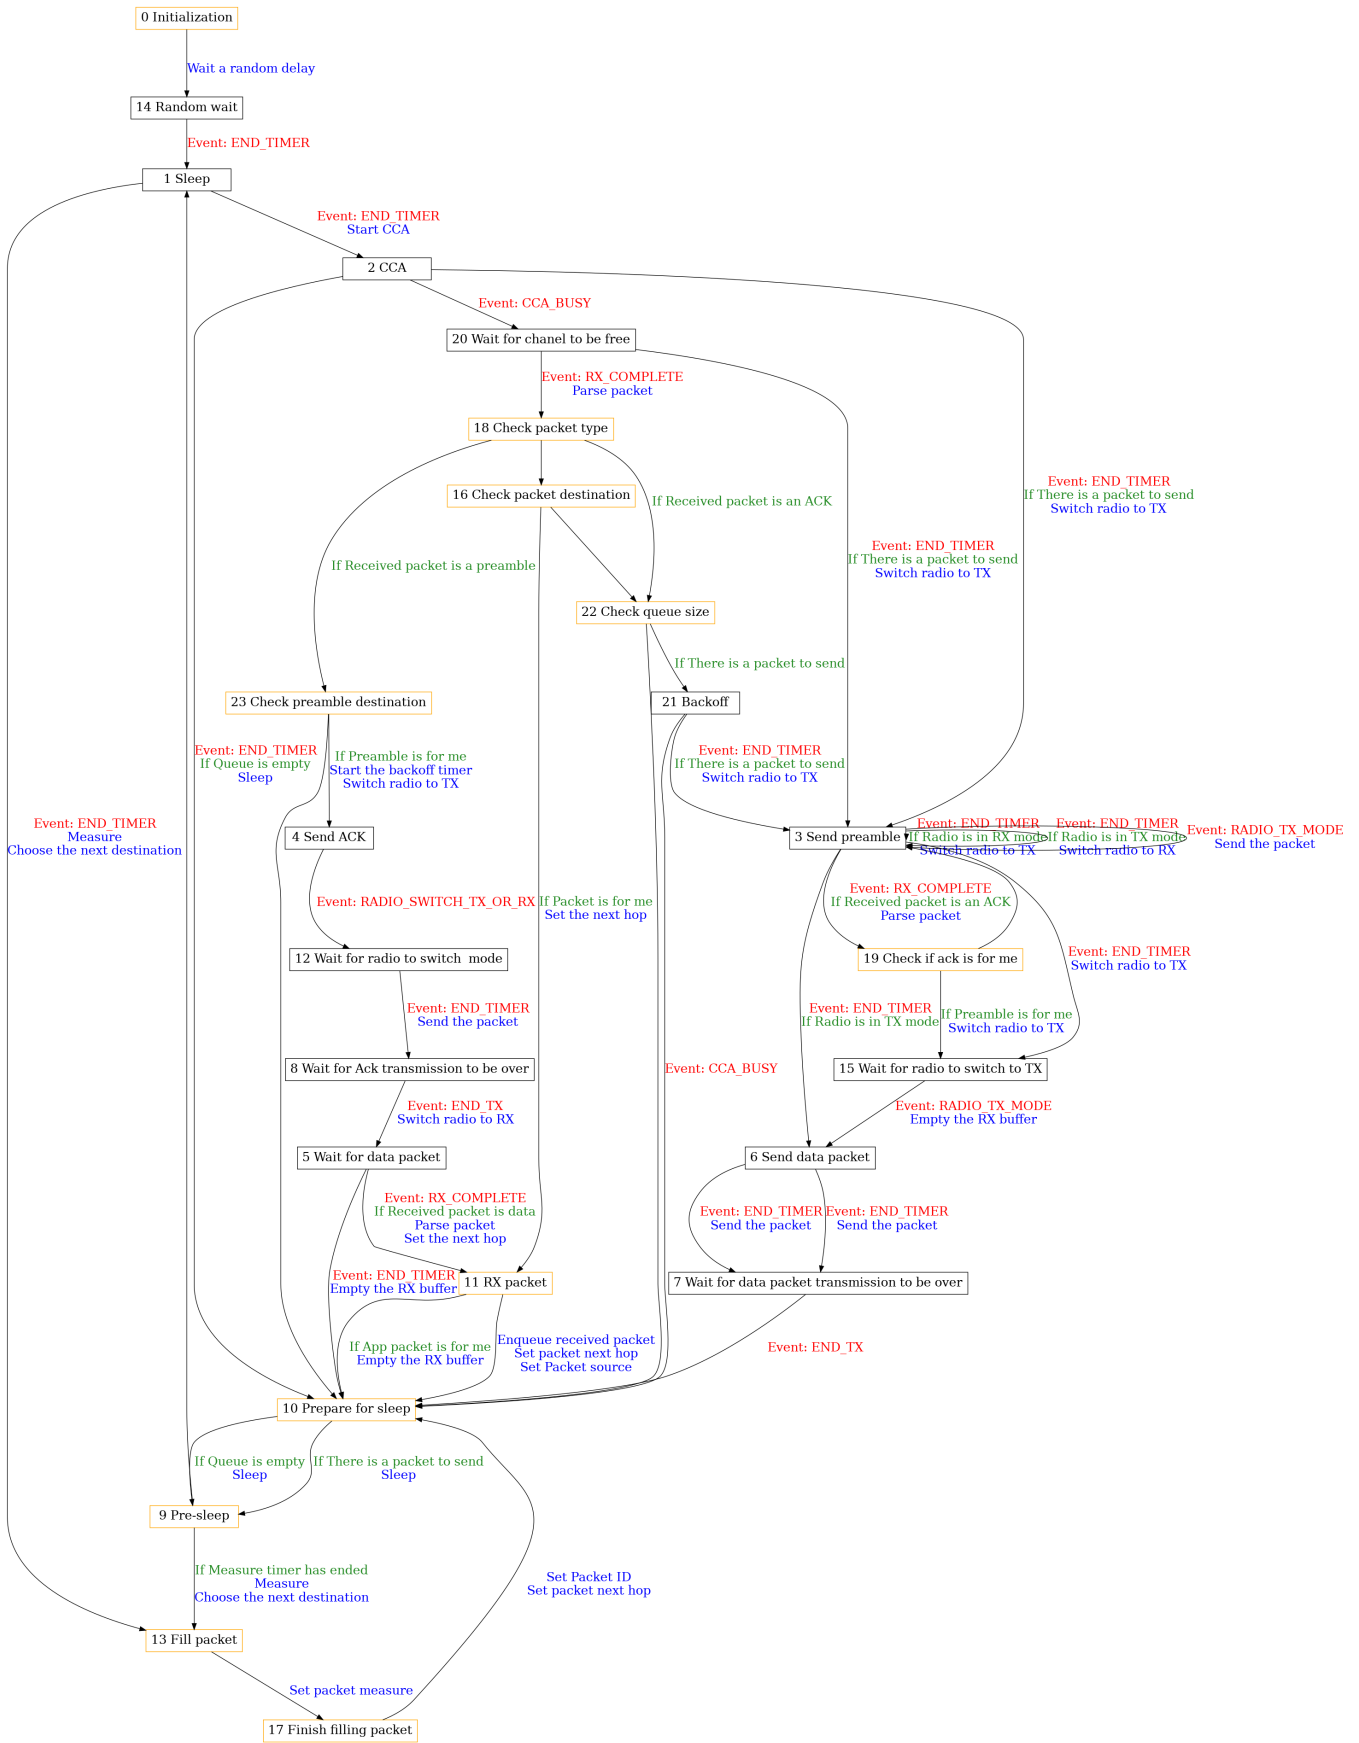 0 Initialization
Wait a random delay
14 Random wait
Event: END_TIMER
1 Sleep
Event: END_TIMER
Start CCA
2 CCA
Event: CCA_BUSY
20 Wait for chanel to be free
Event: RX_COMPLETE
Parse packet
18 Check packet type
16 Check packet destination
If Received packet is an ACK
Event: END_TIMER
If There is a packet to send
Switch radio to TX
Event: END_TIMER
If There is a packet to send
Switch radio to TX
If Received packet is a preamble
22 Check queue size
If There is a packet to send
23 Check preamble destination
21 Backoff
Event: END_TIMER
If Queue is empty
Sleep
If Preamble is for me
Start the backoff timer
Switch radio to TX
Event: END_TIMER
If There is a packet to send
Switch radio to TX
Event: END_TIMER
Measure
Choose the next destination
4 Send ACK
3 Send preamble
Event: END_TIMER
If Radio is in RX mode
Switch radio to TX
Event: END_TIMER
If Radio is in TX mode
Switch radio to RX
Event: RADIO_TX_MODE
Send the packet
Event: RADIO_SWITCH_TX_OR_RX
If Packet is for me
Set the next hop
Event: RX_COMPLETE
If Received packet is an ACK
Parse packet
12 Wait for radio to switch  mode
19 Check if ack is for me
Event: END_TIMER
Switch radio to TX
Event: END_TIMER
Send the packet
Event: END_TIMER
If Radio is in TX mode
If Preamble is for me
Switch radio to TX
8 Wait for Ack transmission to be over
Event: CCA_BUSY
15 Wait for radio to switch to TX
Event: END_TX
Switch radio to RX
Event: RADIO_TX_MODE
Empty the RX buffer
5 Wait for data packet
6 Send data packet
Event: RX_COMPLETE
If Received packet is data
Parse packet
Set the next hop
Event: END_TIMER
Send the packet
Event: END_TIMER
Send the packet
Event: END_TIMER
Empty the RX buffer
11 RX packet
7 Wait for data packet transmission to be over
If App packet is for me
Empty the RX buffer
Enqueue received packet
Set packet next hop
Set Packet source
Event: END_TX
10 Prepare for sleep
If Queue is empty
Sleep
If There is a packet to send
Sleep
9 Pre-sleep
If Measure timer has ended
Measure
Choose the next destination
Set Packet ID
Set packet next hop
13 Fill packet
Set packet measure
17 Finish filling packet